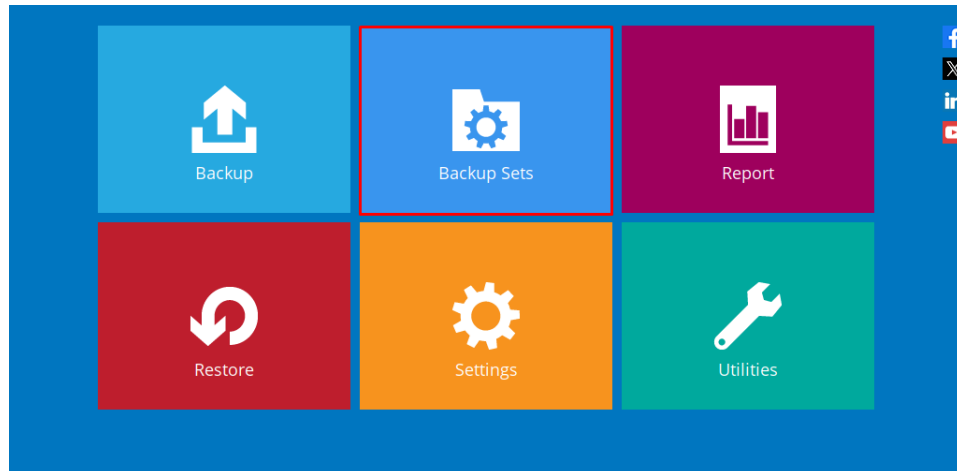 Backup
Backup Sets
Report
Restore
Settings
Utilities